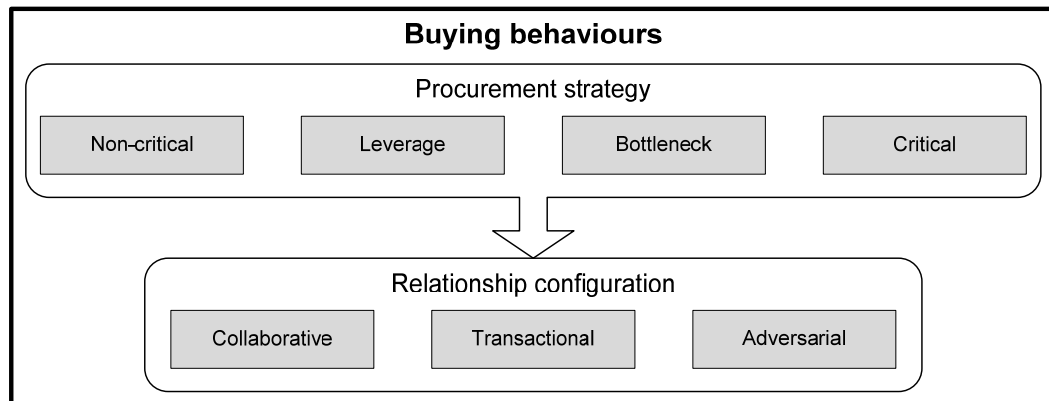 Buying behaviours
Procurement strategy
Non-critical
Leverage
Bottleneck
Critical
Relationship configuration
Collaborative
Transactional
Adversarial